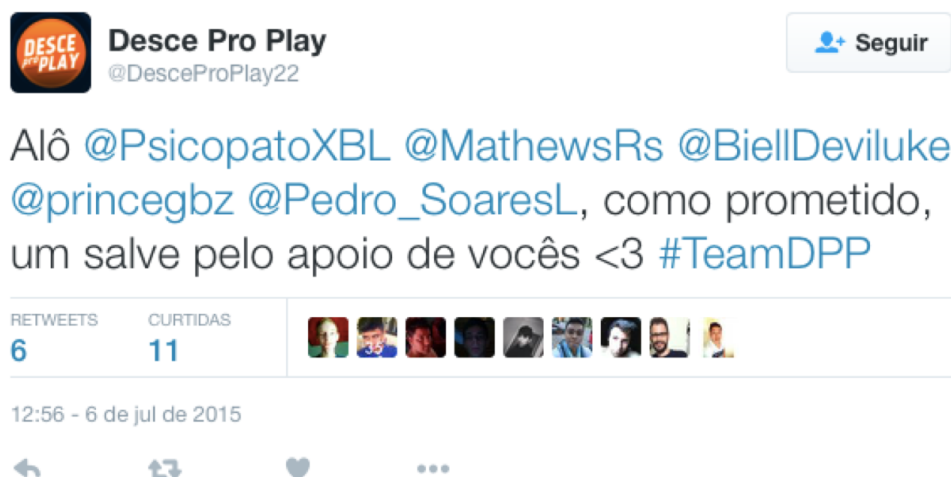 DESCE
pro PLAY
Desce Pro Play
@DesceProPlay22
Seguir
Alô @PsicopatoXBL @MathewsRs @BiellDeviluke
@princegbz @Pedro_SoaresL, como prometido,
um salve pelo apoio de vocês <3 #TeamDPP
RETWEETS CURTIDAS
6 11
12:56 - 6 de jul de 2015